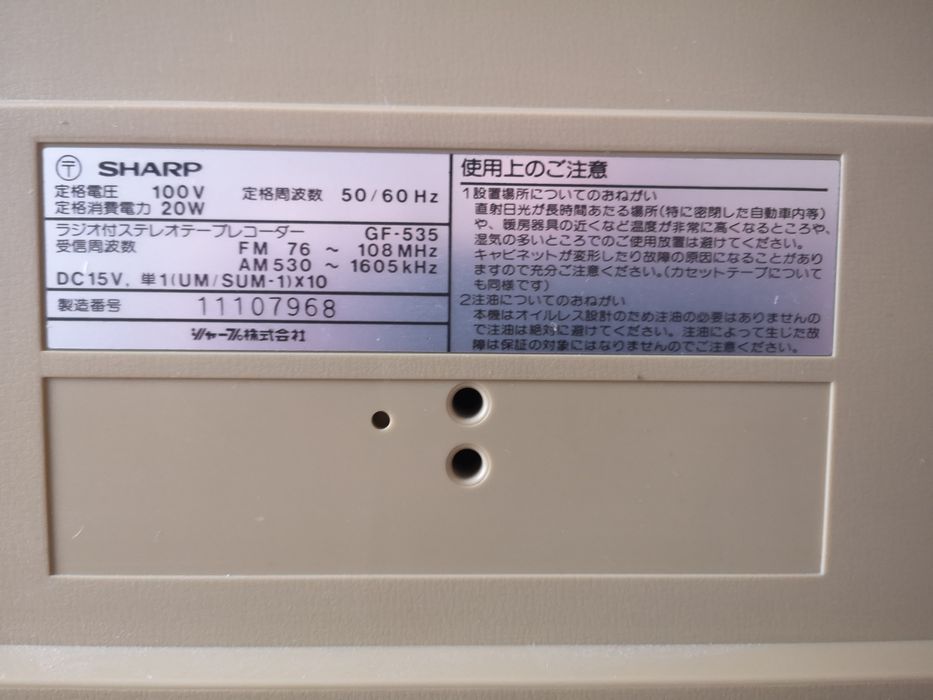 〒 SHARP
定格電圧 100V 定格周波数 50/60Hz
定格消費電力 20W
ラジオ付ステレオテープレコーダー GF-535
受信周波数 FM 76 ～ 108MHz
AM 530 ～ 1605kHz
DC15V, 単1(UM/SUM-1)X10
製造番号 11107968
シャープ株式会社
使用上のご注意
1設置場所についてのおねがい
直射日光が長時間あたる場所(特に密閉した自動車内等)
や、暖房器具の近くなど温度が非常に高くなるところや、
湿気の多いところでのご使用放置は避けてください。
キャビネットが変形したり故障の原因になることがあり
ますので充分ご注意ください。(カセットテープについて
も同様です)
2注油についてのおねがい
本機はオイルレス設計のため注油の必要はありませんの
で注油は絶対に避けてください。注油によって生じた故
障は保証の対象にはなりませんのでご注意ください。